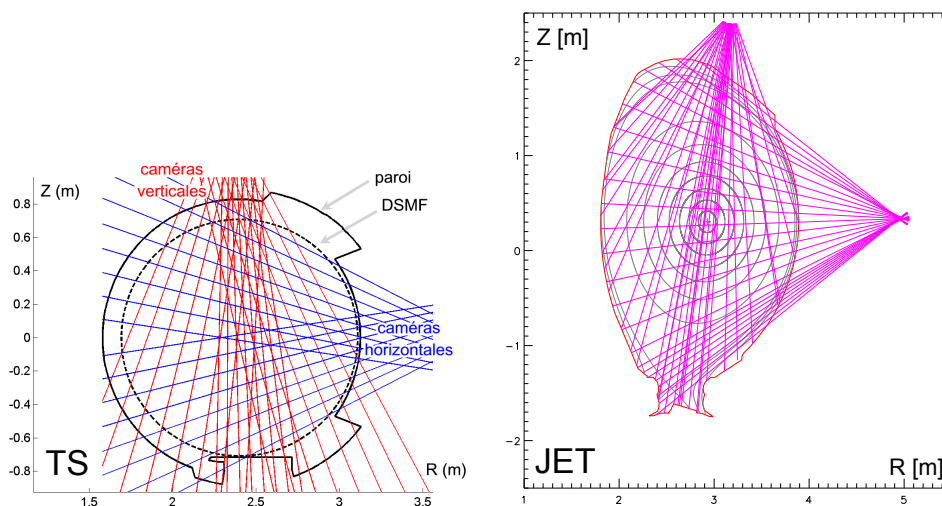 caméras
verticales
paroi
DSMF
Z (m)
0.8
0.6
0.4
0.2
0
-0.2
-0.4
-0.6
-0.8
caméras
horizontales
TS
R (m)
1.5
2
2.5
3
3.5
Z [m]
2
1
0
−1
−2
JET
R [m]
1
2
3
4
5